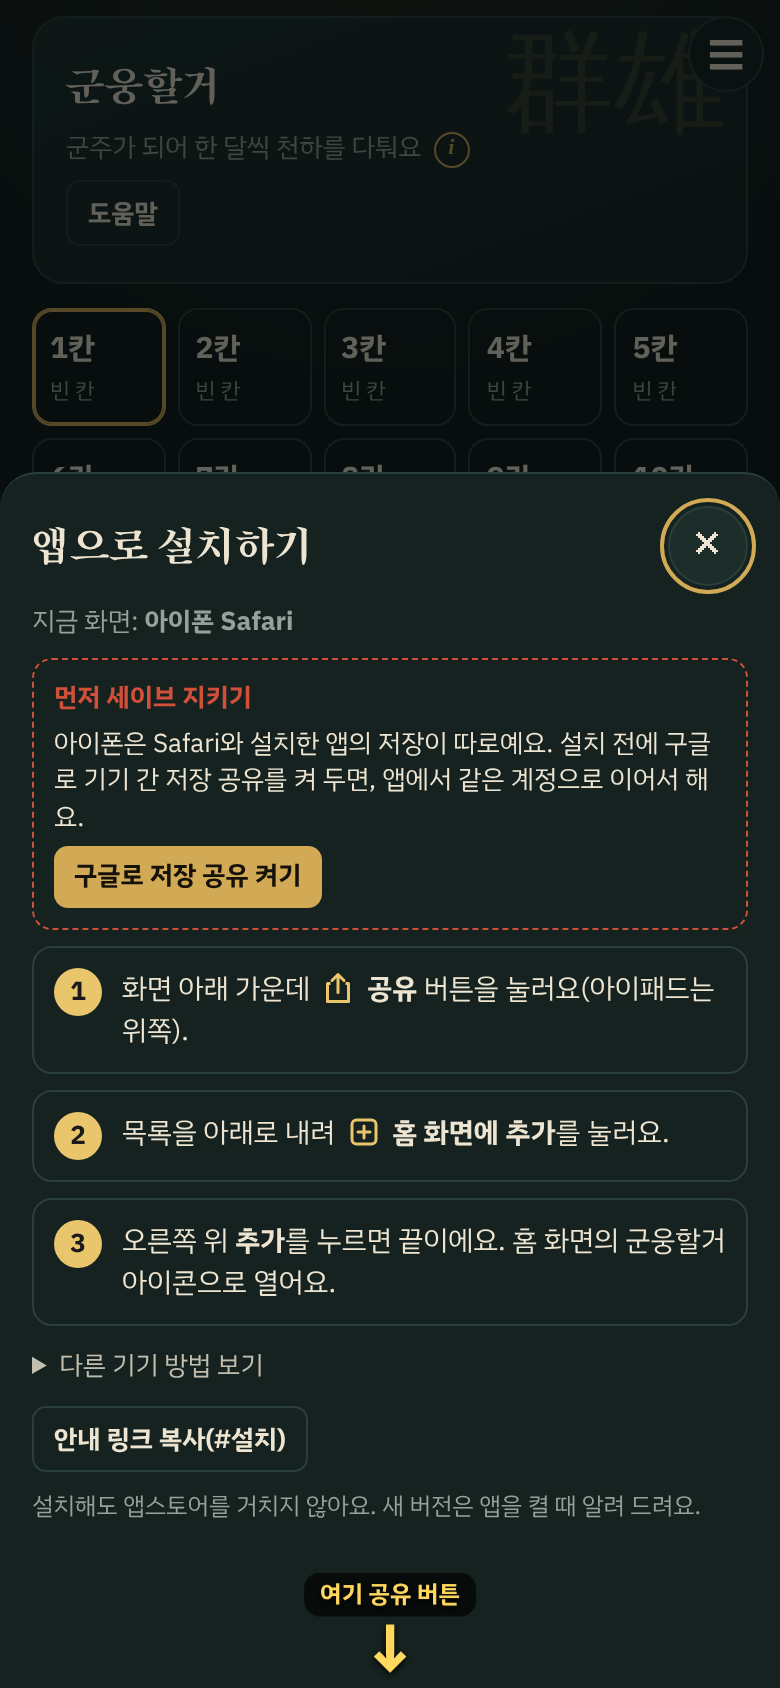 군웅할거
群雄
군주가 되어 한 달씩 천하를 다퉈요 i
도움말
1칸 2칸 3칸 4칸 5칸
빈 칸 빈 칸 빈 칸 빈 칸 빈 칸
앱으로 설치하기
지금 화면: 아이폰 Safari
먼저 세이브 지키기
아이폰은 Safari와 설치한 앱의 저장이 따로예요. 설치 전에 구글
로 기기 간 저장 공유를 켜 두면, 앱에서 같은 계정으로 이어서 해
요.
구글로 저장 공유 켜기
1 화면 아래 가운데 공유 버튼을 눌러요(아이패드는
위쪽).
2 목록을 아래로 내려 홈 화면에 추가를 눌러요.
3 오른쪽 위 추가를 누르면 끝이에요. 홈 화면의 군웅할거
아이콘으로 열어요.
▶ 다른 기기 방법 보기
안내 링크 복사(#설치)
설치해도 앱스토어를 거치지 않아요. 새 버전은 앱을 켤 때 알려 드려요.
여기 공유 버튼